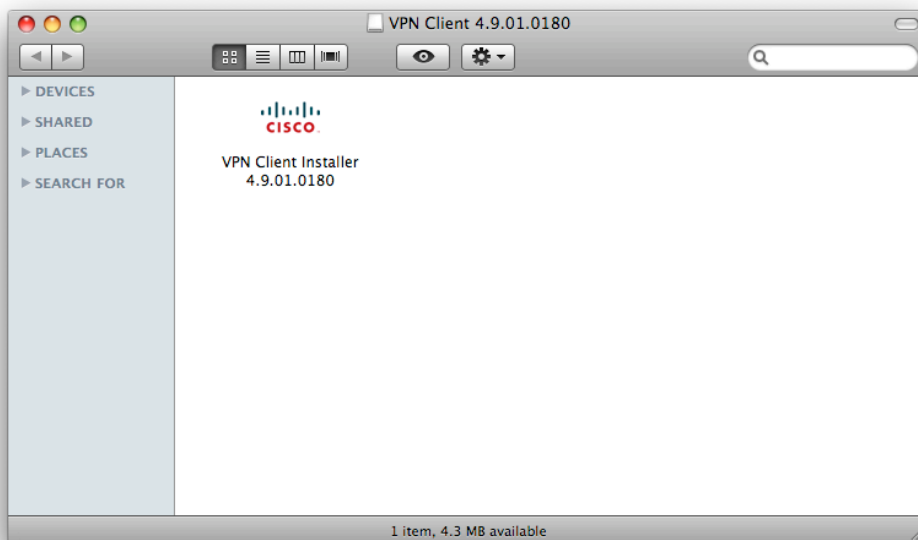 VPN Client 4.9.01.0180
DEVICES
SHARED
PLACES
SEARCH FOR
CISCO
VPN Client Installer
4.9.01.0180
1 item, 4.3 MB available